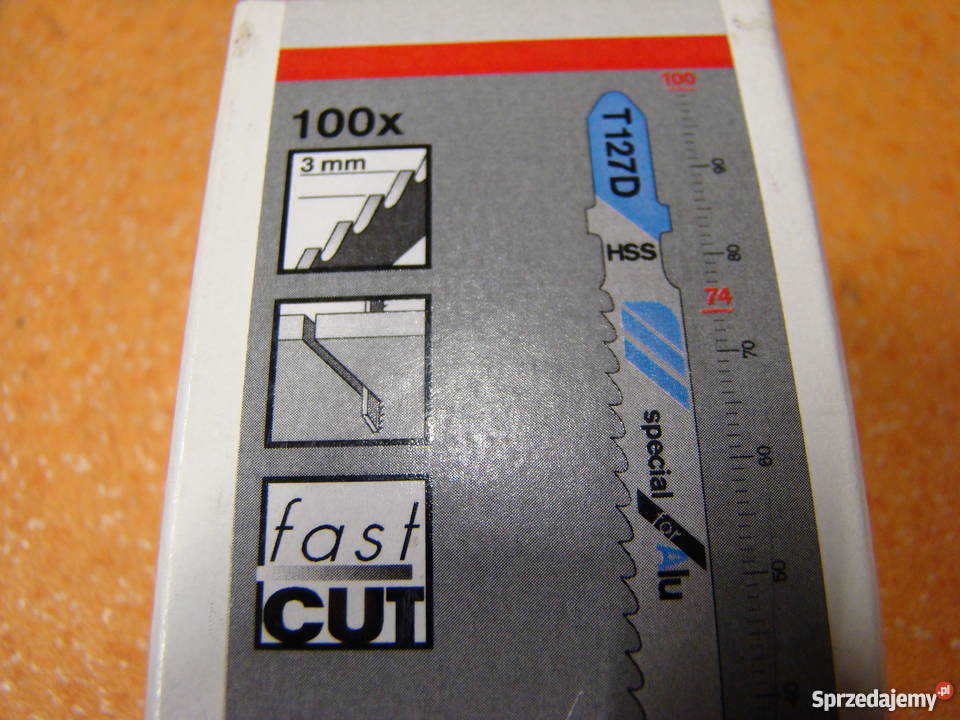 100x
3 mm
fast
CUT
T127D
HSS
special for Alu
100
90
80
74
70
60
50
Sprzedajemy.pl